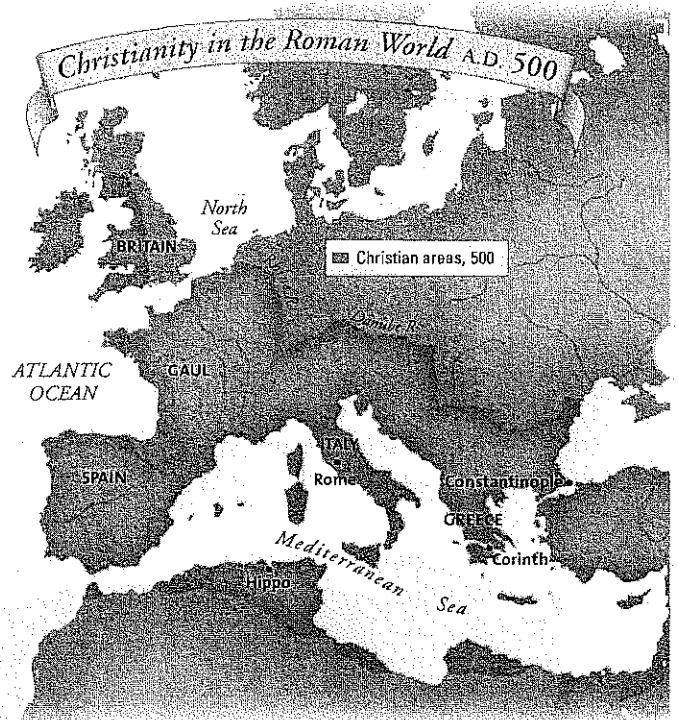 Christianity in the Roman World A.D. 500
North
Sea
BRITAIN
Christian areas, 500
Danube R.
ATLANTIC
OCEAN
GAUL
ITALY
SPAIN
Rome
Constantinople
GREECE
Mediterranean
Corinth
Hippo
Sea